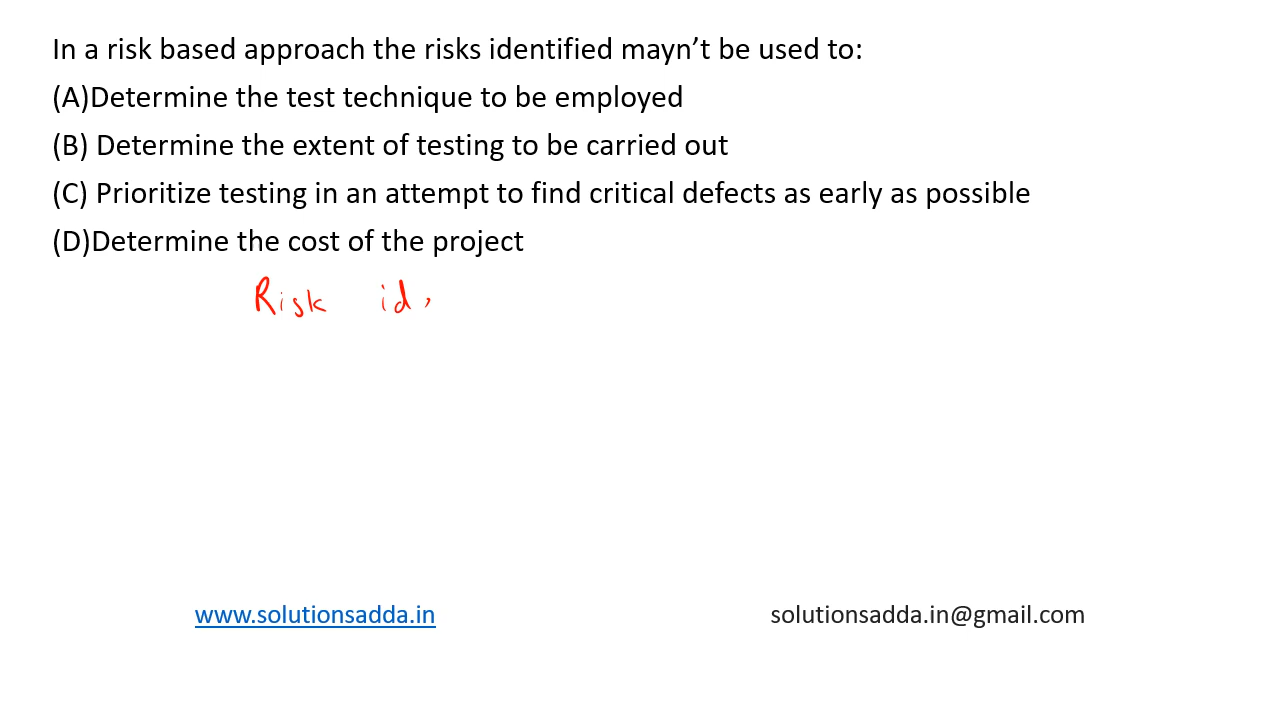 In a risk based approach the risks identified mayn’t be used to:
(A)Determine the test technique to be employed
(B) Determine the extent of testing to be carried out
(C) Prioritize testing in an attempt to find critical defects as early as possible
(D)Determine the cost of the project
Risk id,
www.solutionsadda.in
solutionsadda.in@gmail.com